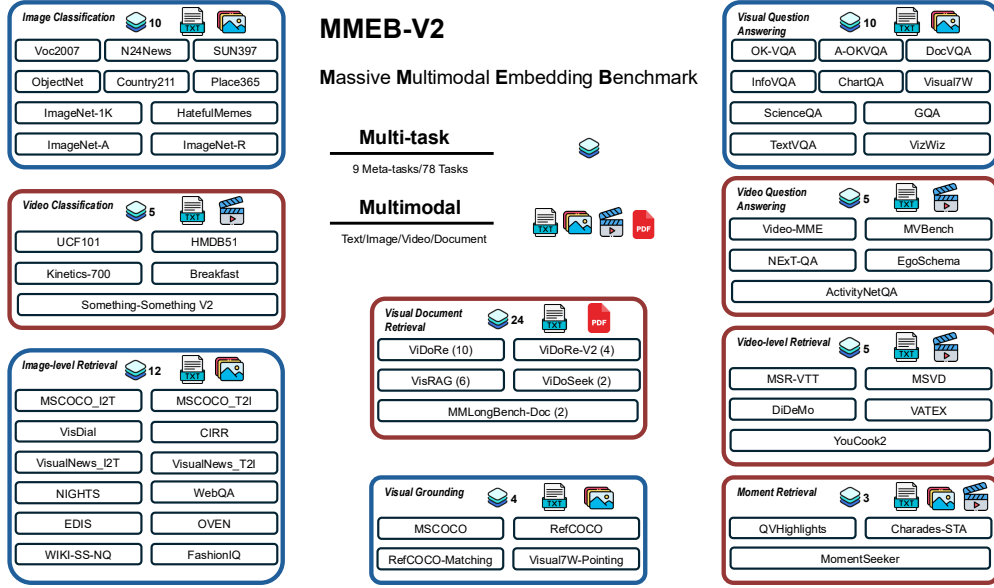 Image Classification 10 TXT
Voc2007 N24News SUN397
ObjectNet Country211 Place365
ImageNet-1K HatefulMemes
ImageNet-A ImageNet-R
Video Classification 5 TXT
UCF101 HMDB51
Kinetics-700 Breakfast
Something-Something V2
Image-level Retrieval 12 TXT
MSCOCO_I2T MSCOCO_T2I
VisDial CIRR
VisualNews_I2T VisualNews_T2I
NIGHTS WebQA
EDIS OVEN
WIKI-SS-NQ FashionIQ
MMEB-V2
Massive Multimodal Embedding Benchmark
Multi-task
9 Meta-tasks/78 Tasks
Multimodal
Text/Image/Video/Document
TXT PDF
Visual Document
Retrieval 24 TXT PDF
ViDoRe (10) ViDoRe-V2 (4)
VisRAG (6) ViDoSeek (2)
MMLongBench-Doc (2)
Visual Grounding 4 TXT
MSCOCO RefCOCO
RefCOCO-Matching Visual7W-Pointing
Visual Question
Answering 10 TXT
OK-VQA A-OKVQA DocVQA
InfoVQA ChartQA Visual7W
ScienceQA GQA
TextVQA VizWiz
Video Question
Answering 5 TXT
Video-MME MVBench
NExT-QA EgoSchema
ActivityNetQA
Video-level Retrieval 5 TXT
MSR-VTT MSVD
DiDeMo VATEX
YouCook2
Moment Retrieval 3 TXT
QVHighlights Charades-STA
MomentSeeker